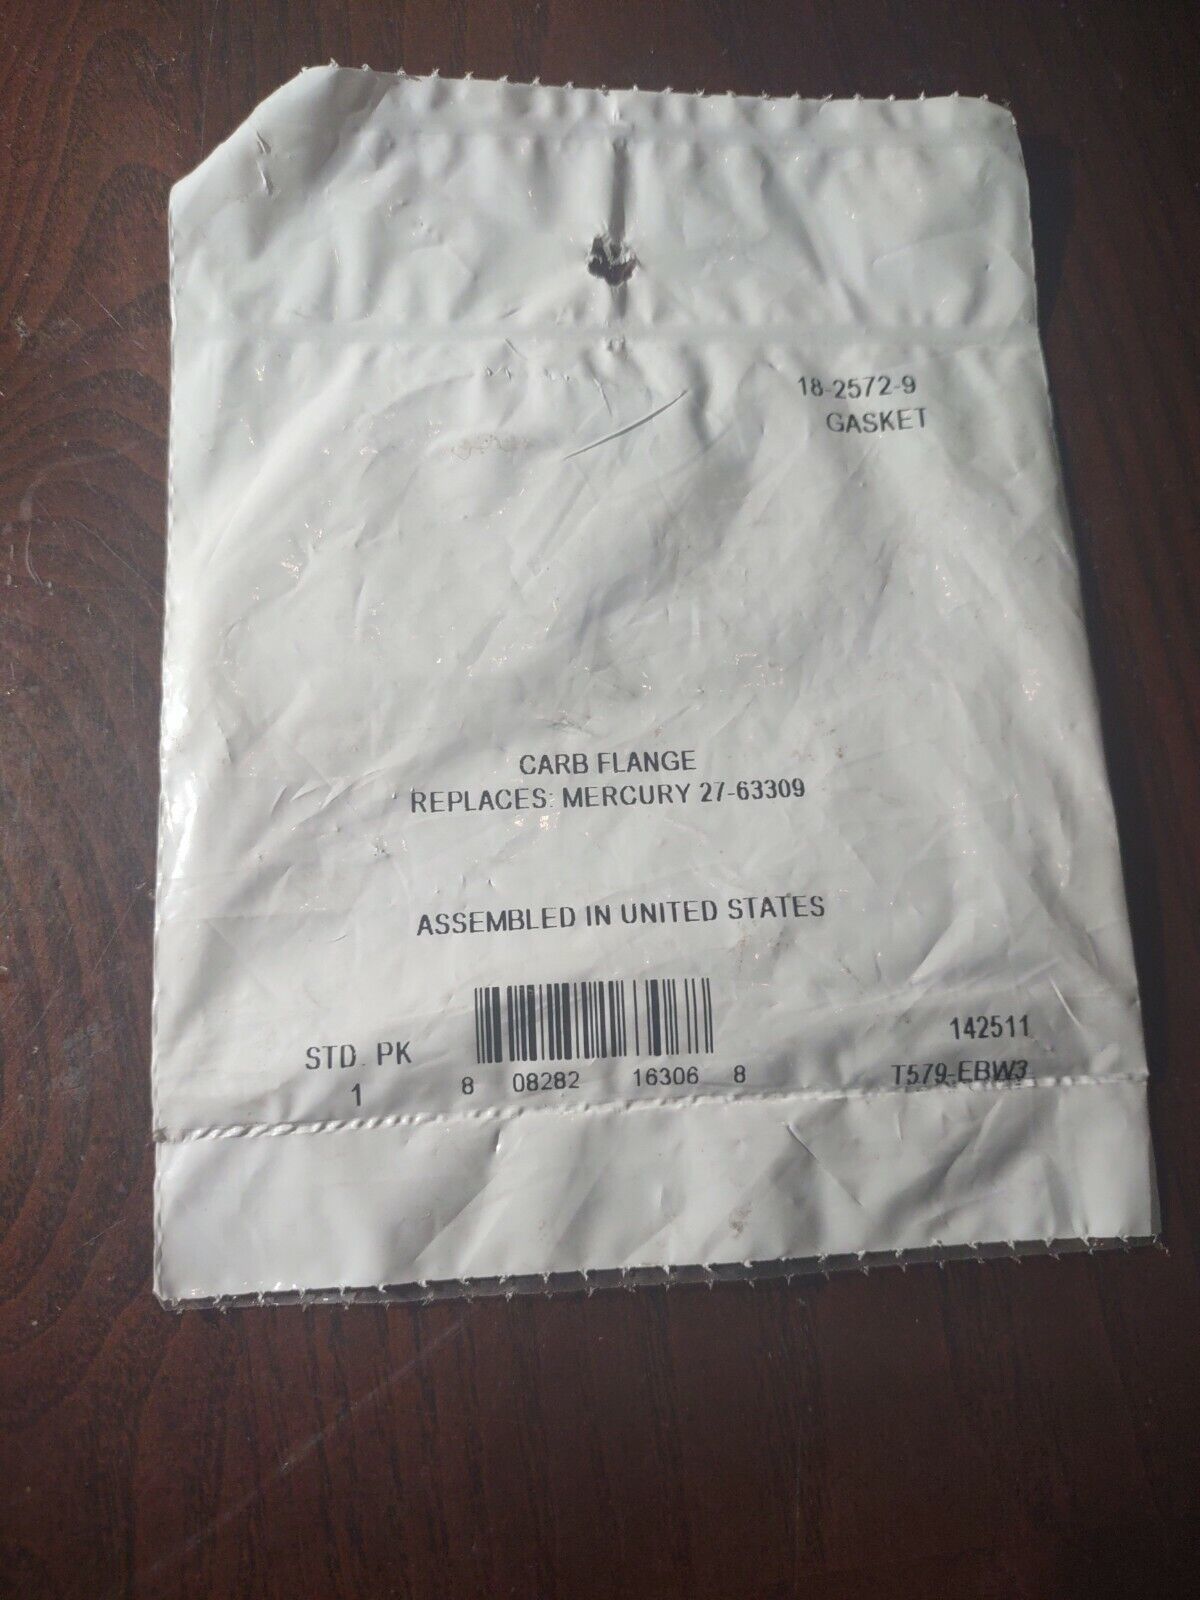 18-2572-9
GASKET
CARB FLANGE
REPLACES: MERCURY 27-63309
ASSEMBLED IN UNITED STATES
STD. PK
1
8 08282 16306 8
142511
T579-EBW3